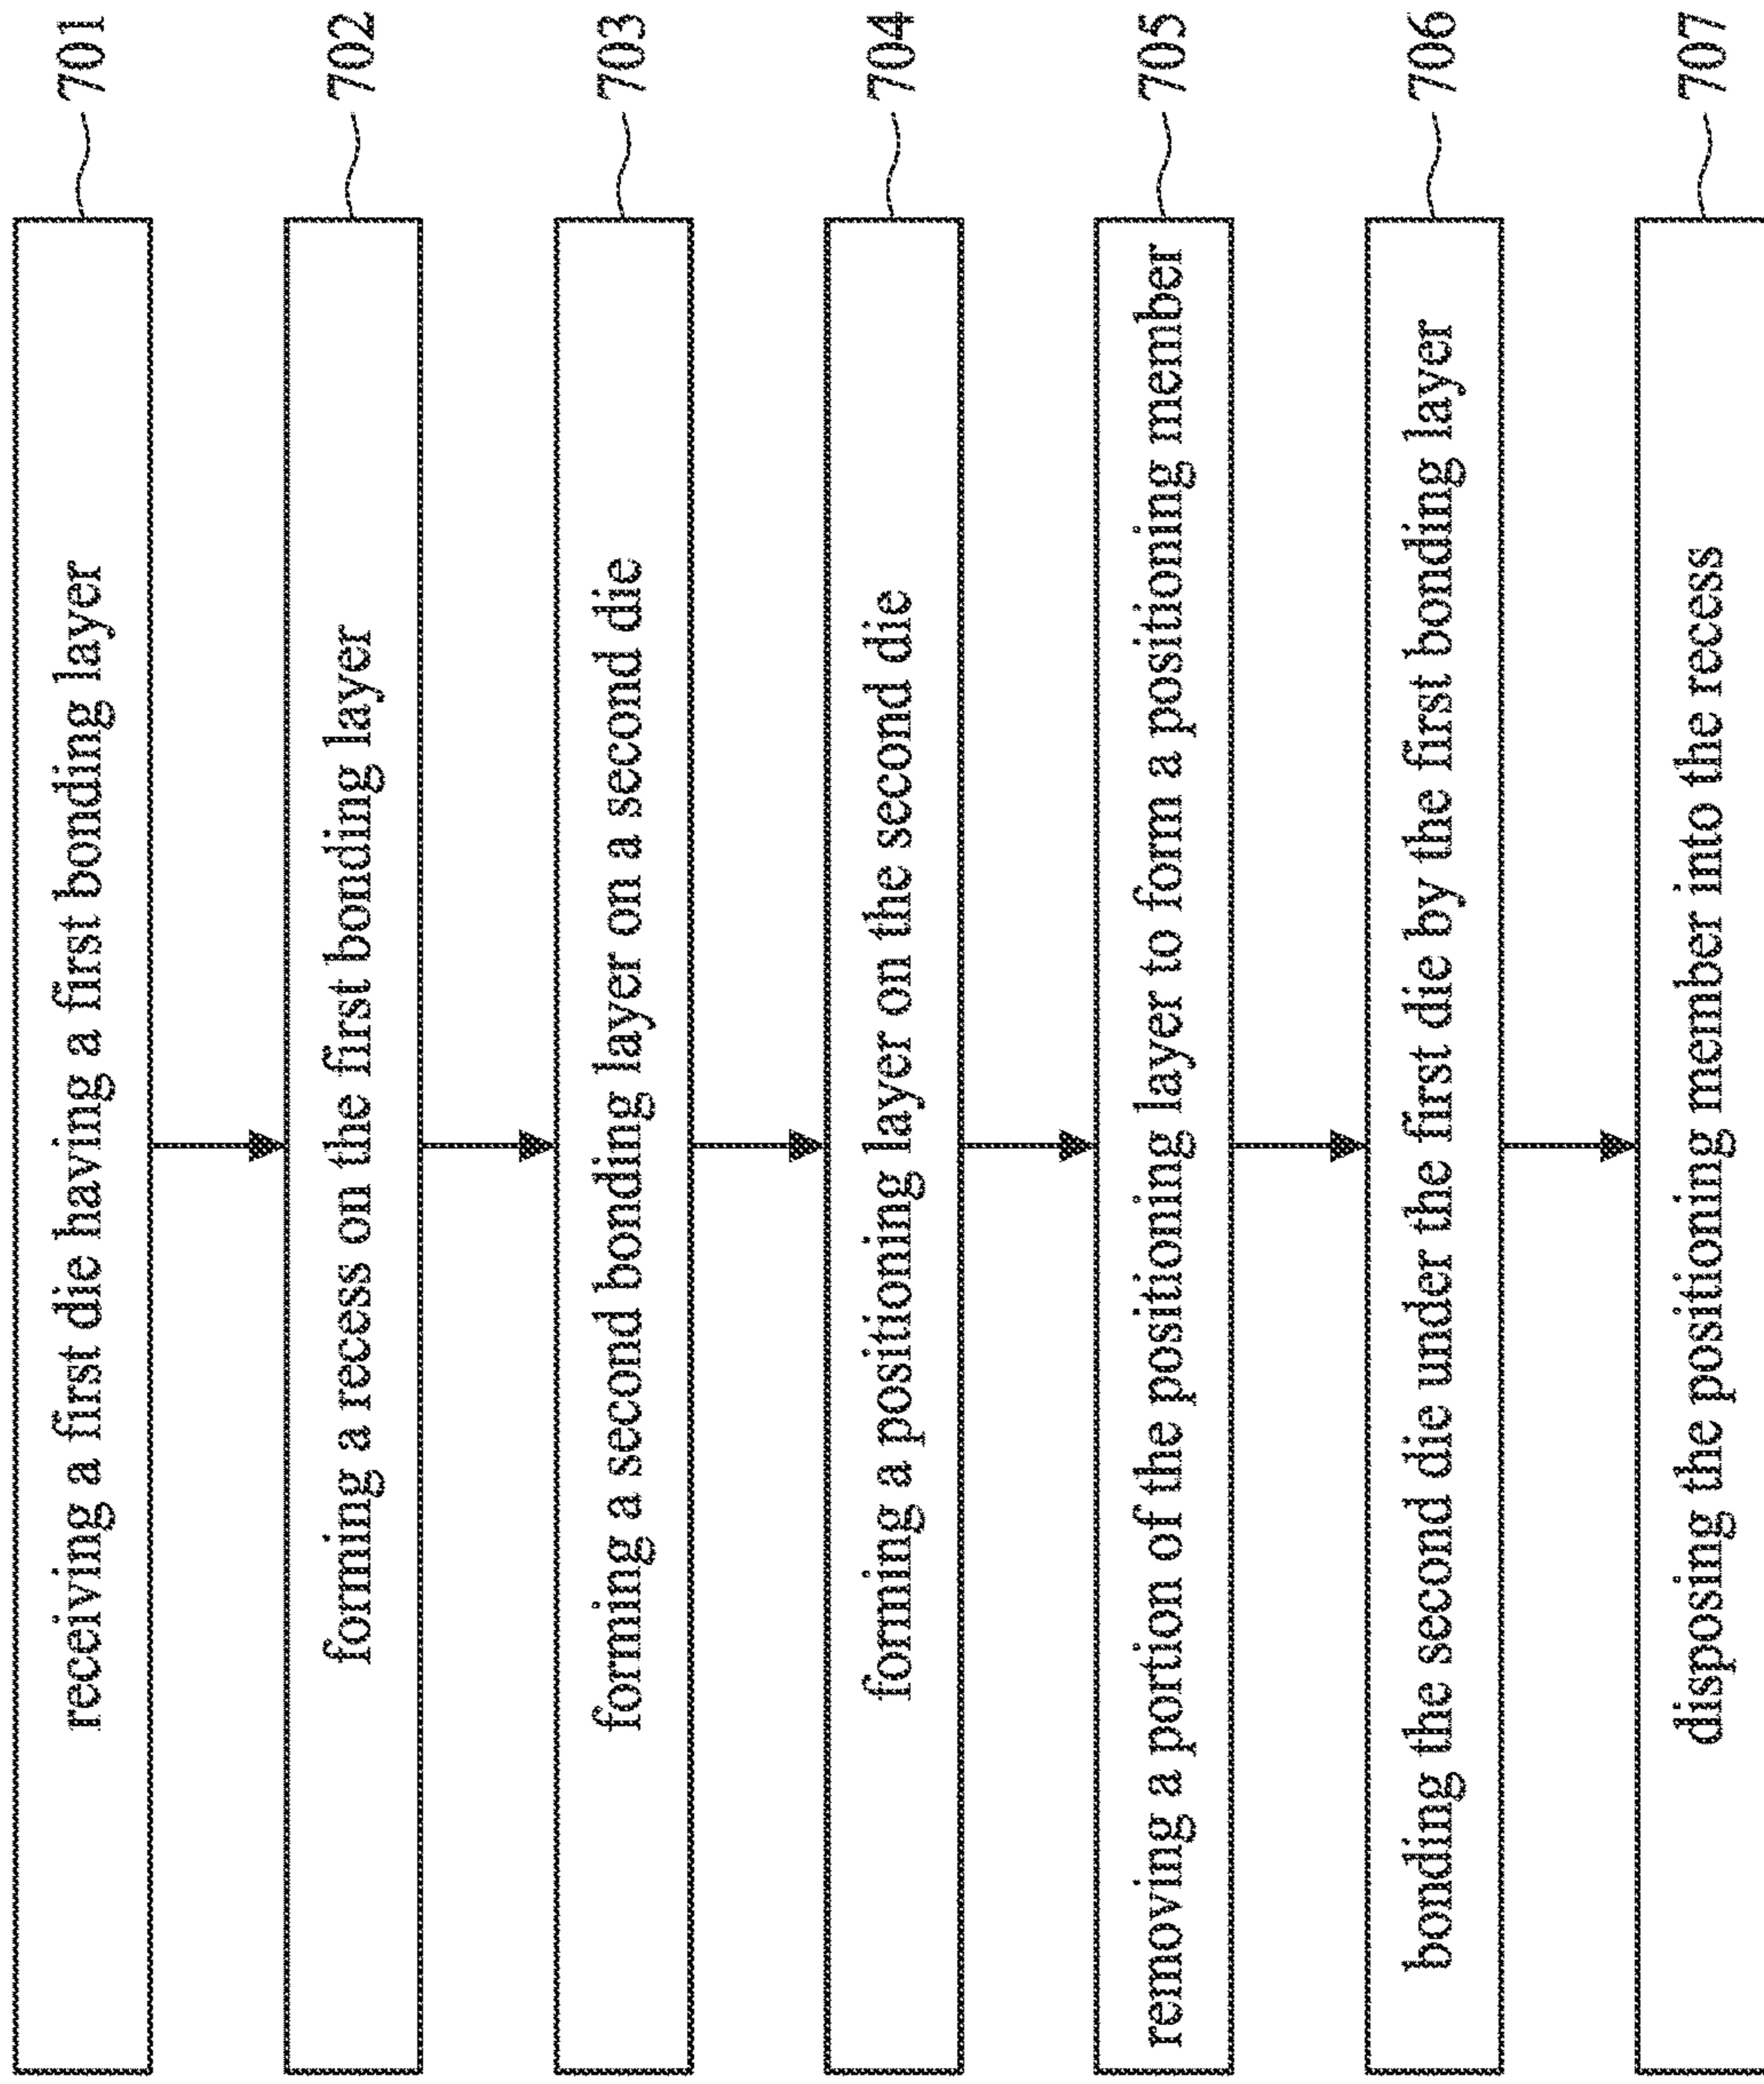 receiving a first die having a first bonding layer 701
forming a recess on the first bonding layer 702
forming a second bonding layer on a second die 703
forming a positioning layer on the second die 704
removing a portion of the positioning layer to form a positioning member 705
bonding the second die under the first die by the first bonding layer 706
disposing the positioning member into the recess 707